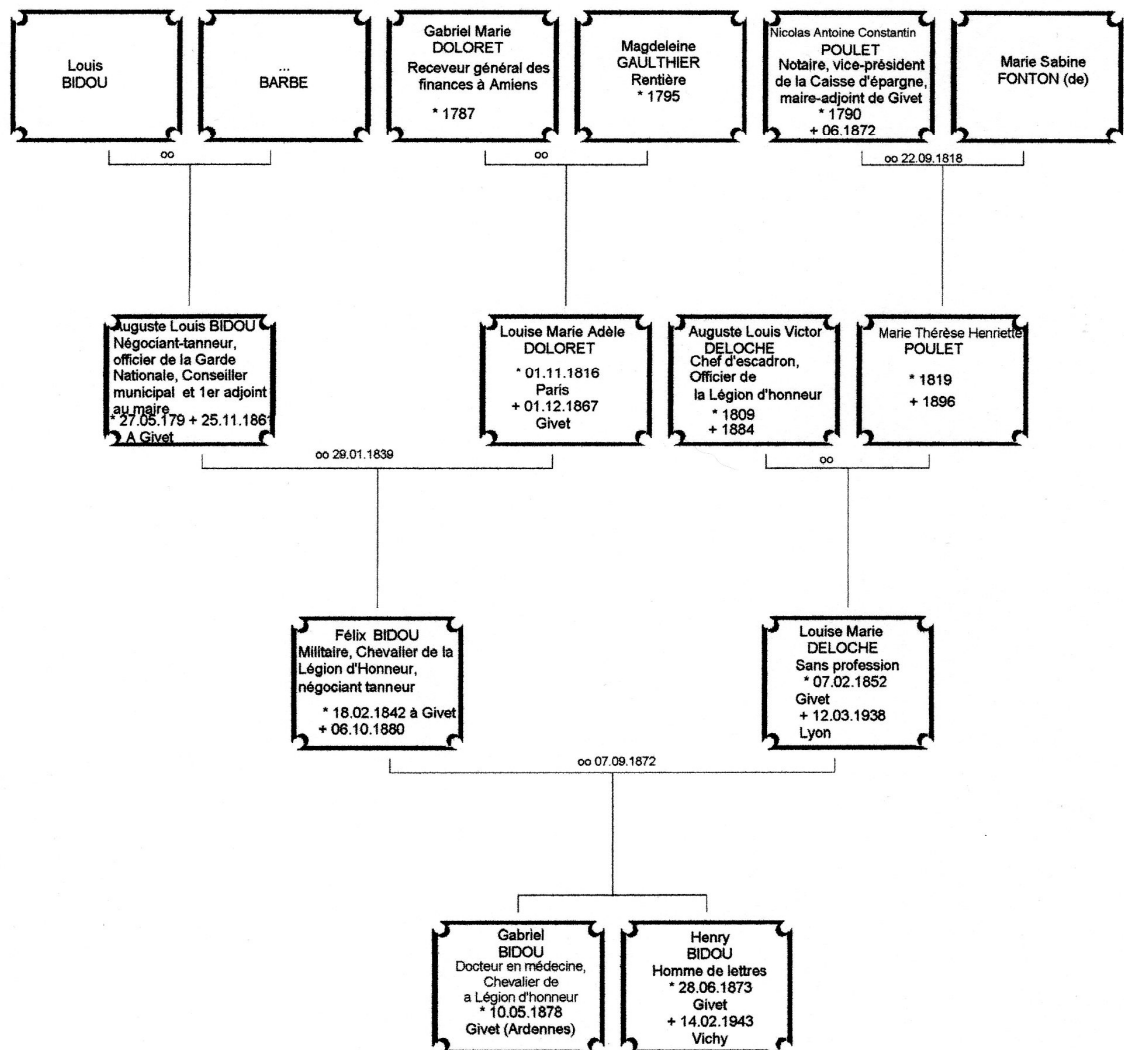 Louis
BIDOU
...
BARBE
Gabriel Marie
DOLORET
Receveur général des
finances à Amiens
* 1787
Magdeleine
GAULTHIER
Rentière
* 1795
Nicolas Antoine Constantin
POULET
Notaire, vice-président
de la Caisse d'épargne,
maire-adjoint de Givet
* 1790
+ 06.1872
Marie Sabine
FONTON (de)
oo
oo
oo 22.09.1818
Auguste Louis BIDOU
Négociant-tanneur,
officier de la Garde
Nationale, Conseiller
municipal et 1er adjoint
au maire
* 27.05.179 + 25.11.1861
A Givet
Louise Marie Adèle
DOLORET
* 01.11.1816
Paris
+ 01.12.1867
Givet
Auguste Louis Victor
DELOCHE
Chef d'escadron,
Officier de
la Légion d'honneur
* 1809
+ 1884
Marie Thérèse Henriette
POULET
* 1819
+ 1896
oo 29.01.1839
oo
Félix BIDOU
Militaire, Chevalier de la
Légion d'Honneur,
négociant tanneur
* 18.02.1842 à Givet
+ 06.10.1880
Louise Marie
DELOCHE
Sans profession
* 07.02.1852
Givet
+ 12.03.1938
Lyon
oo 07.09.1872
Gabriel
BIDOU
Docteur en médecine,
Chevalier de
a Légion d'honneur
* 10.05.1878
Givet (Ardennes)
Henry
BIDOU
Homme de lettres
* 28.06.1873
Givet
+ 14.02.1943
Vichy